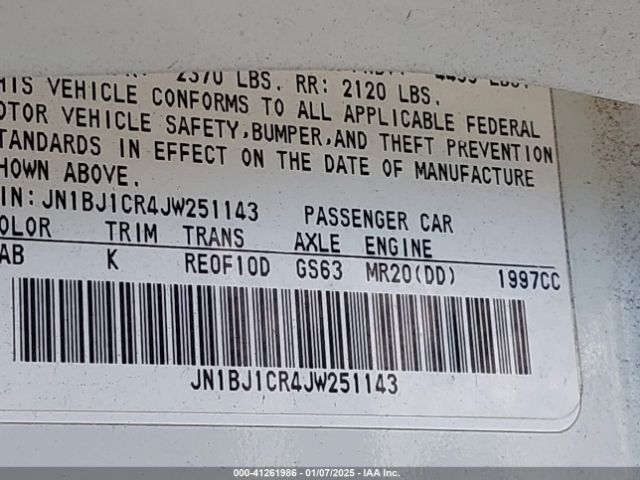 2370 LBS. RR: 2120 LBS.
HIS VEHICLE CONFORMS TO ALL APPLICABLE FEDERAL
OTOR VEHICLE SAFETY,BUMPER,AND THEFT PREVENTION
TANDARDS IN EFFECT ON THE DATE OF MANUFACTURE
HOWN ABOVE.
IN: JN1BJ1CR4JW251143 PASSENGER CAR
OLOR TRIM TRANS AXLE ENGINE
AB K RE0F10D GS63 MR20(DD) 1997CC
JN1BJ1CR4JW251143
000-41261986 - 01/07/2025 - IAA Inc.